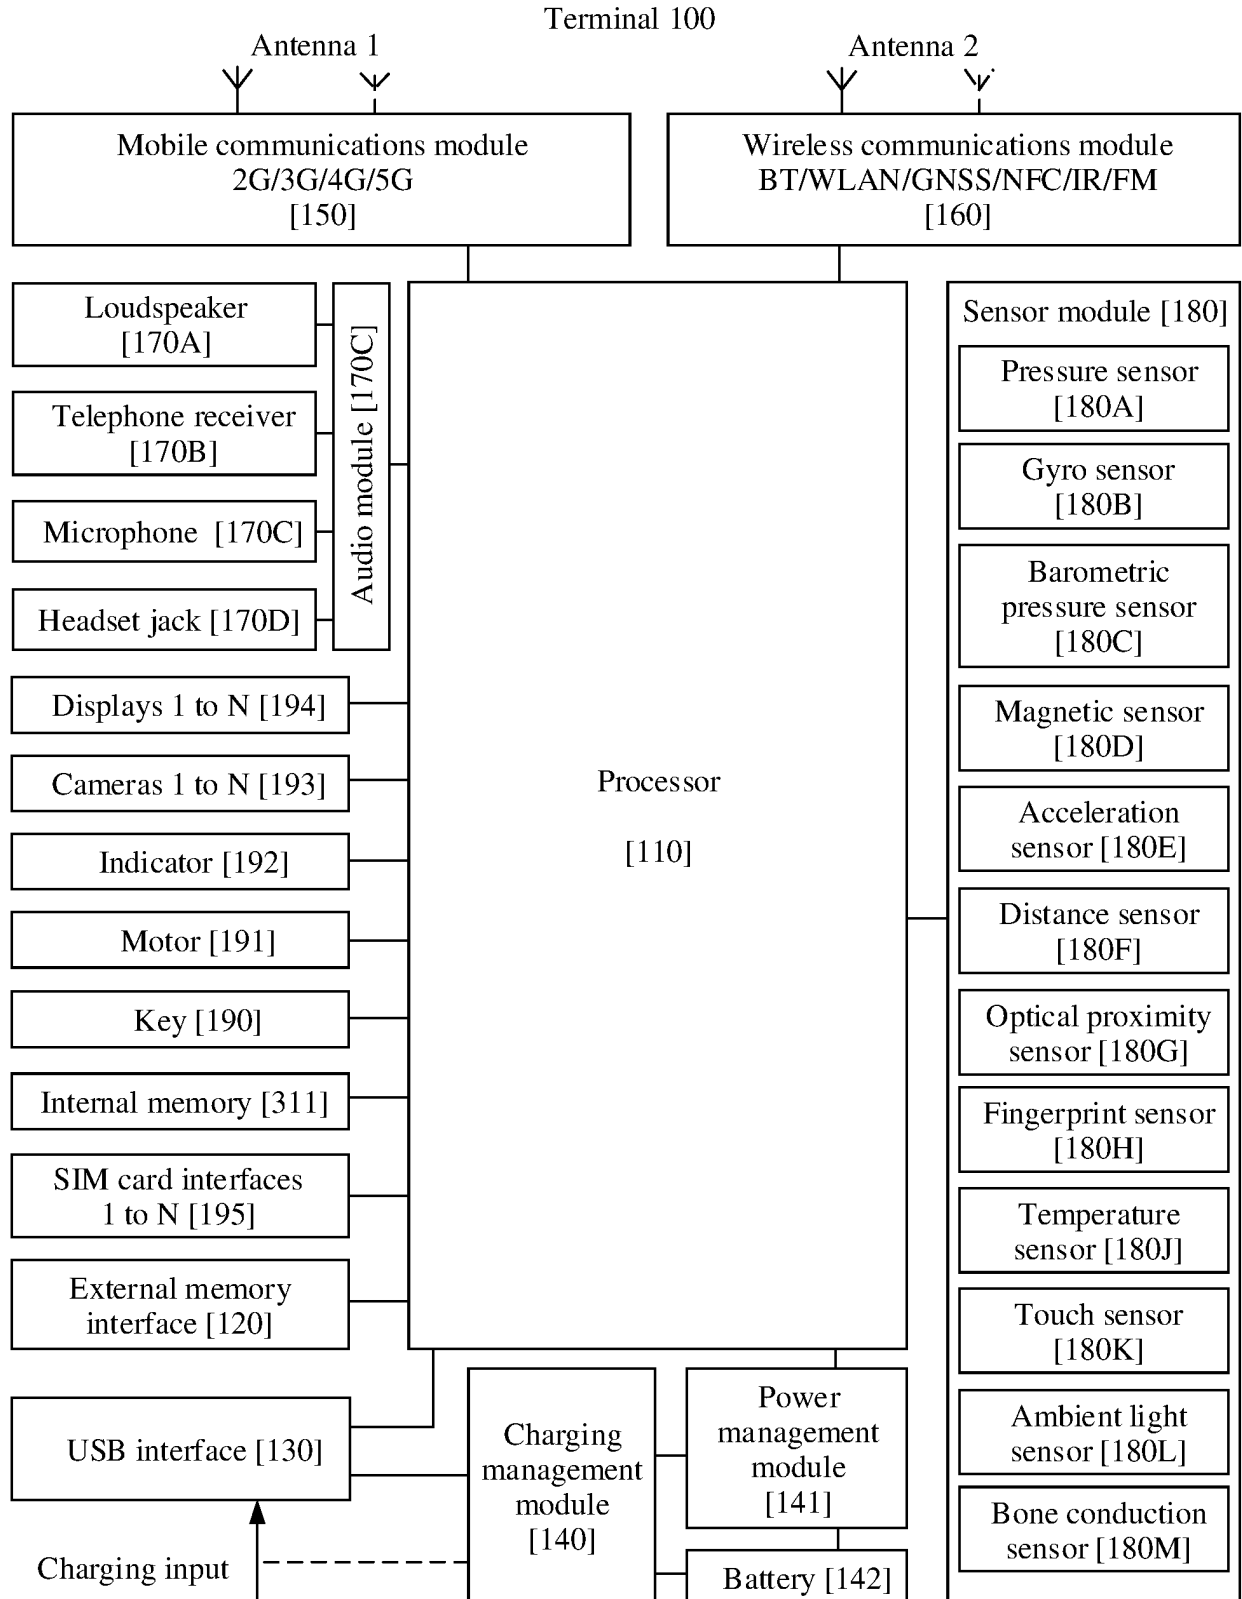 Terminal 100
Antenna 1
Antenna 2
Mobile communications module
2G/3G/4G/5G
[150]
Wireless communications module
BT/WLAN/GNSS/NFC/IR/FM
[160]
Loudspeaker
[170A]
Telephone receiver
[170B]
Microphone [170C]
Headset jack [170D]
Audio module [170C]
Displays 1 to N [194]
Cameras 1 to N [193]
Indicator [192]
Motor [191]
Key [190]
Internal memory [311]
SIM card interfaces
1 to N [195]
External memory
interface [120]
USB interface [130]
Charging input
Processor
[110]
Charging
management
module
[140]
Power
management
module
[141]
Battery [142]
Sensor module [180]
Pressure sensor
[180A]
Gyro sensor
[180B]
Barometric
pressure sensor
[180C]
Magnetic sensor
[180D]
Acceleration
sensor [180E]
Distance sensor
[180F]
Optical proximity
sensor [180G]
Fingerprint sensor
[180H]
Temperature
sensor [180J]
Touch sensor
[180K]
Ambient light
sensor [180L]
Bone conduction
sensor [180M]